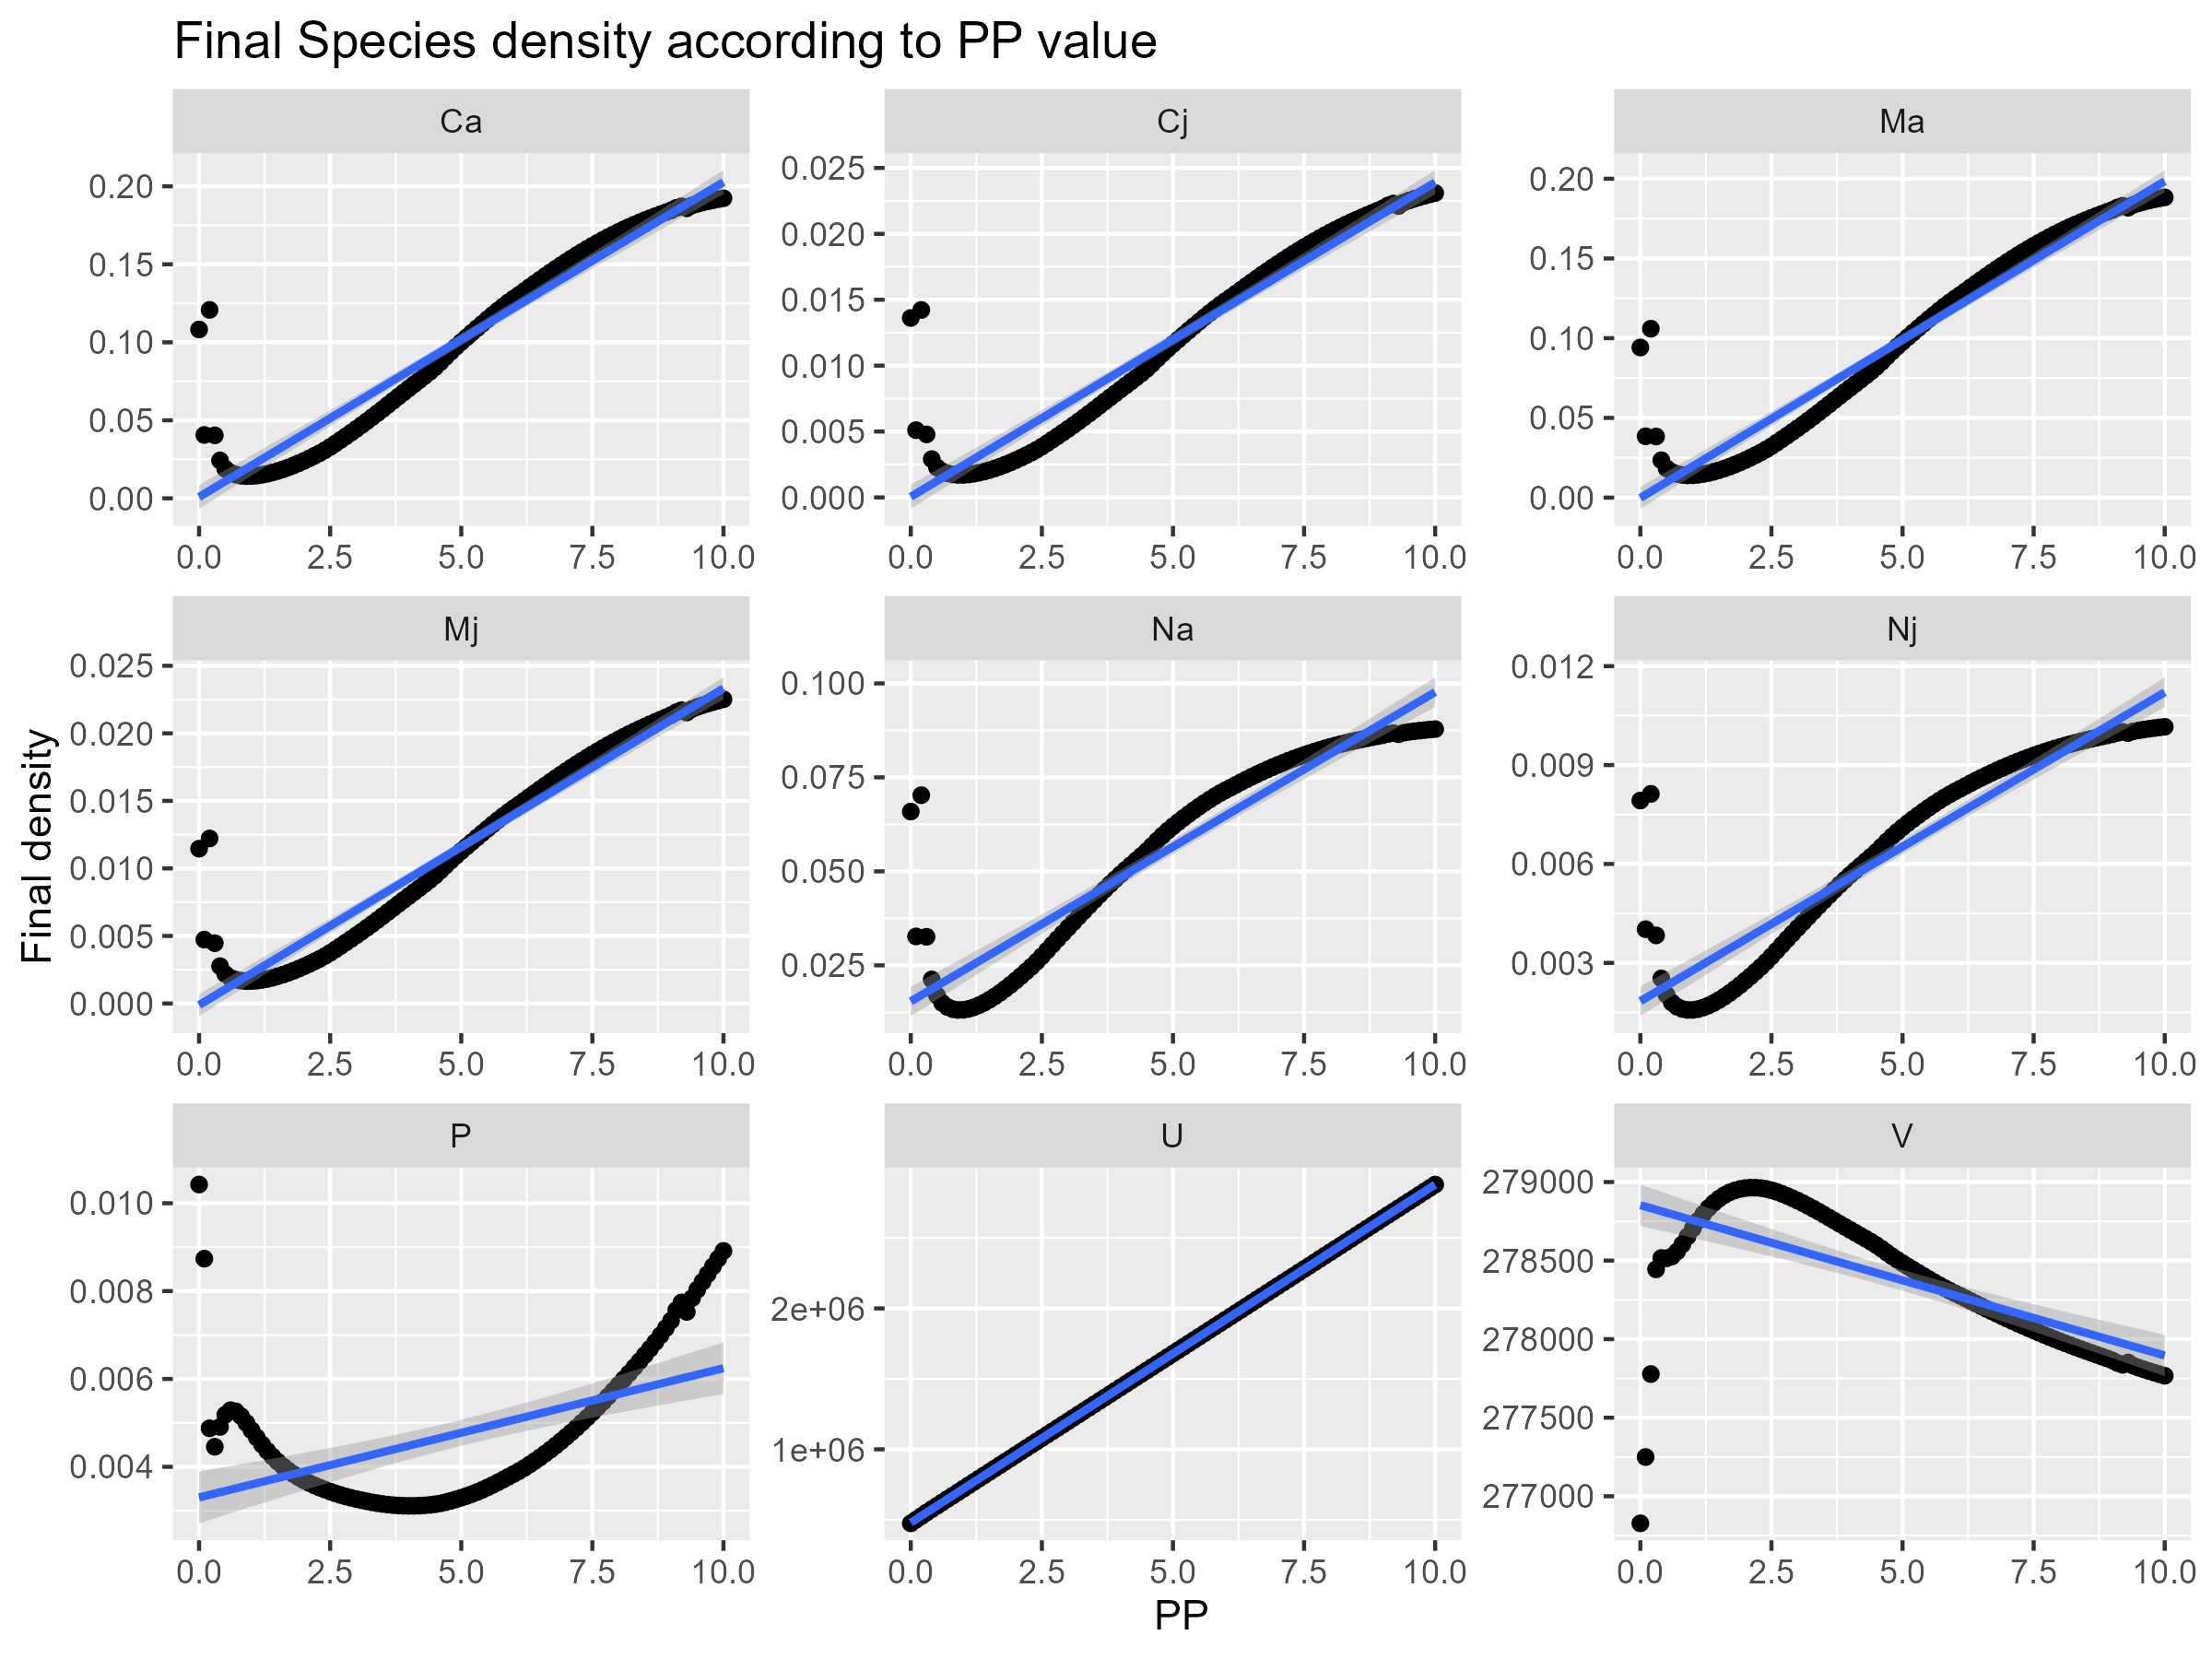 Final Species density according to PP value
Ca
Cj
Ma
0.20
0.15
0.10
0.05
0.00
0.025
0.020
0.015
0.010
0.005
0.000
0.20
0.15
0.10
0.05
0.00
0.0 2.5 5.0 7.5 10.0
0.0 2.5 5.0 7.5 10.0
0.0 2.5 5.0 7.5 10.0
Mj
Na
Nj
Final density
0.025
0.020
0.015
0.010
0.005
0.000
0.100
0.075
0.050
0.025
0.012
0.009
0.006
0.003
0.0 2.5 5.0 7.5 10.0
0.0 2.5 5.0 7.5 10.0
0.0 2.5 5.0 7.5 10.0
P
U
V
0.010
0.008
0.006
0.004
2e+06
1e+06
279000
278500
278000
277500
277000
0.0 2.5 5.0 7.5 10.0
0.0 2.5 5.0 7.5 10.0
0.0 2.5 5.0 7.5 10.0
PP